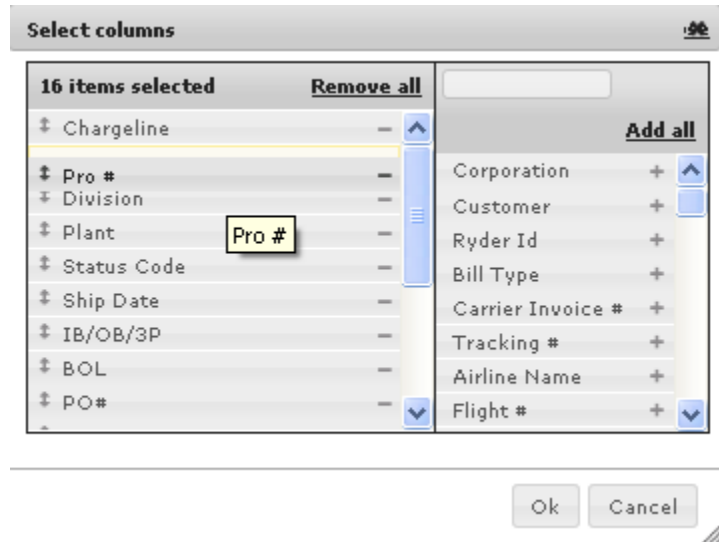 Select columns
16 items selected Remove all
Add all
Chargeline
Pro #
Division
Plant
Pro #
Status Code
Ship Date
IB/OB/3P
BOL
PO#
Corporation
Customer
Ryder Id
Bill Type
Carrier Invoice #
Tracking #
Airline Name
Flight #
Ok Cancel